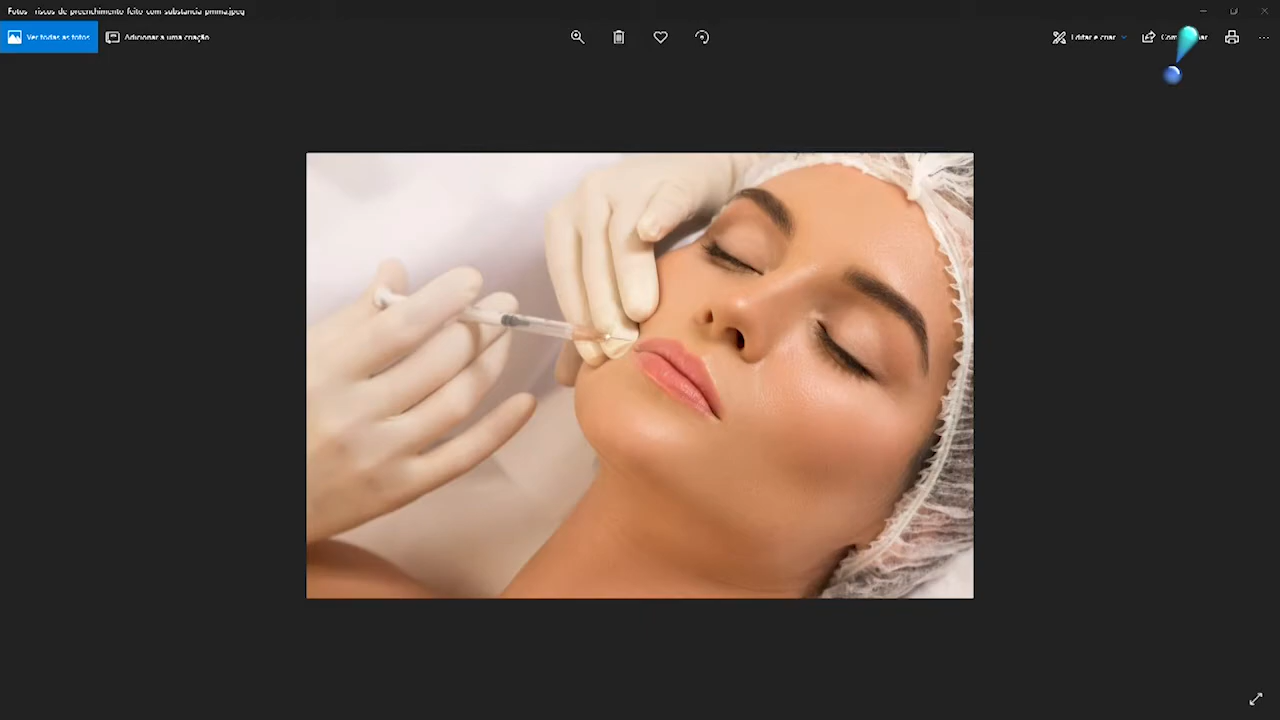 Fotos - riscos-de-preenchimento-feito-com-substancia-pmma.jpeg
Ver todas as fotos
Adicionar a uma criação
Editar e criar